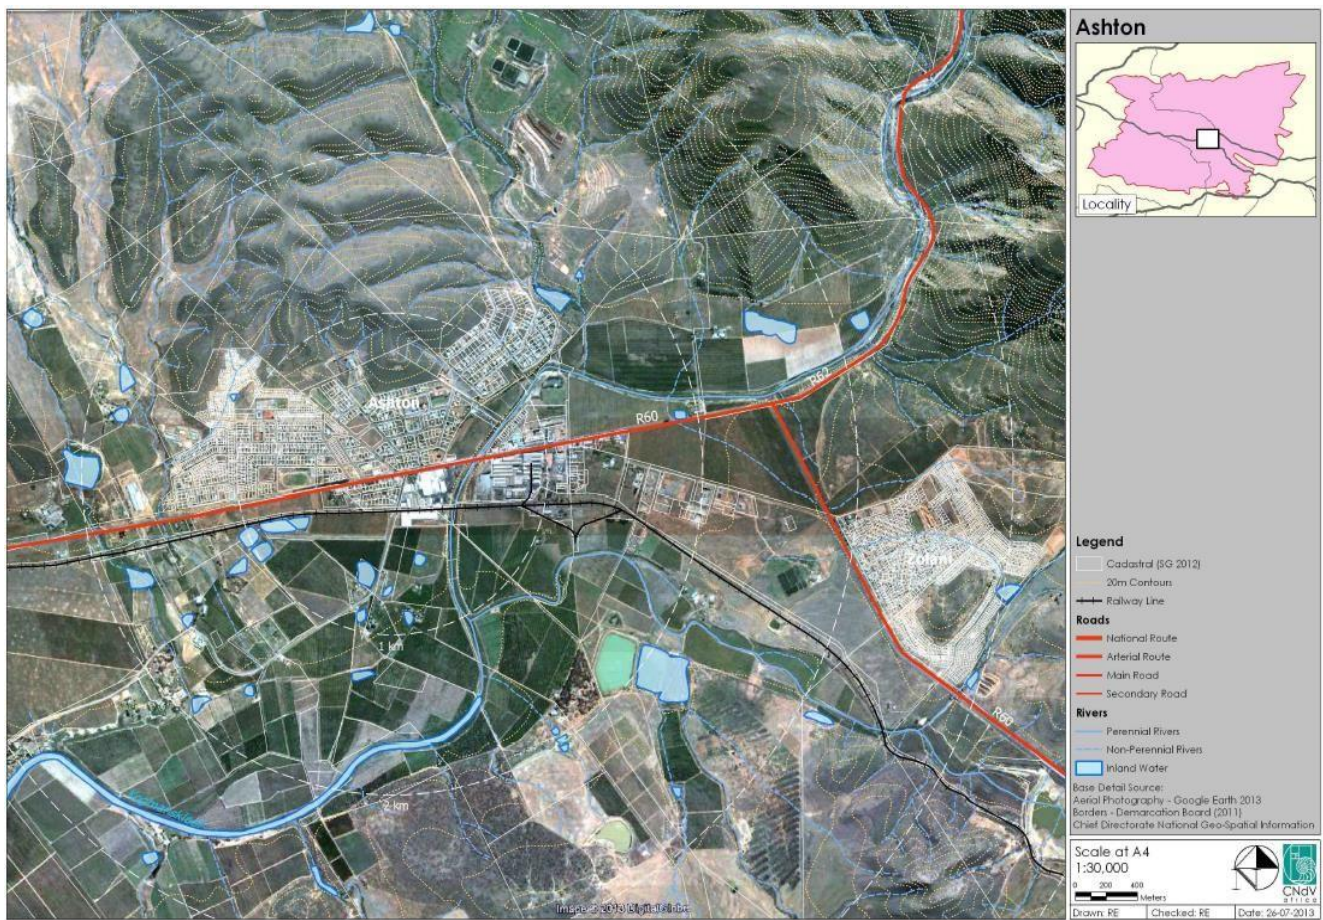 Ashton
Locality
R62
Ashton
R60
Zolani
1 km
R60
2 km
Legend
Cadastral (SG 2012)
20m Contours
Railway Line
Roads
National Route
Arterial Route
Main Road
Secondary Road
Rivers
Perennial Rivers
Non-Perennial Rivers
Inland Water
Base Detail Source:
Aerial Photography - Google Earth 2013
Borders - Demarcation Board (2011)
Chief Directorate National Geo-Spatial Information
Scale at A4
1:30,000
0 200 400
Meters
N
CNdV
africa
Drawn: RE
Checked: RE
Date: 26-07-2013
Image © 2013 DigitalGlobe